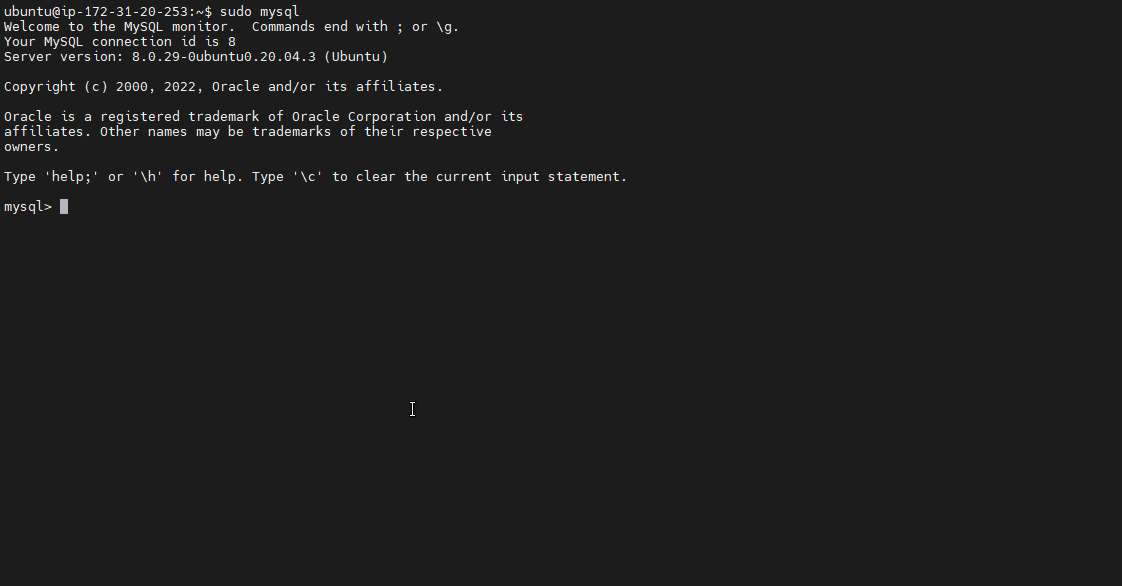 ubuntu@ip-172-31-20-253:~$ sudo mysql
Welcome to the MySQL monitor.  Commands end with ; or \g.
Your MySQL connection id is 8
Server version: 8.0.29-0ubuntu0.20.04.3 (Ubuntu)
Copyright (c) 2000, 2022, Oracle and/or its affiliates.
Oracle is a registered trademark of Oracle Corporation and/or its
affiliates. Other names may be trademarks of their respective
owners.
Type 'help;' or '\h' for help. Type '\c' to clear the current input statement.
mysql>